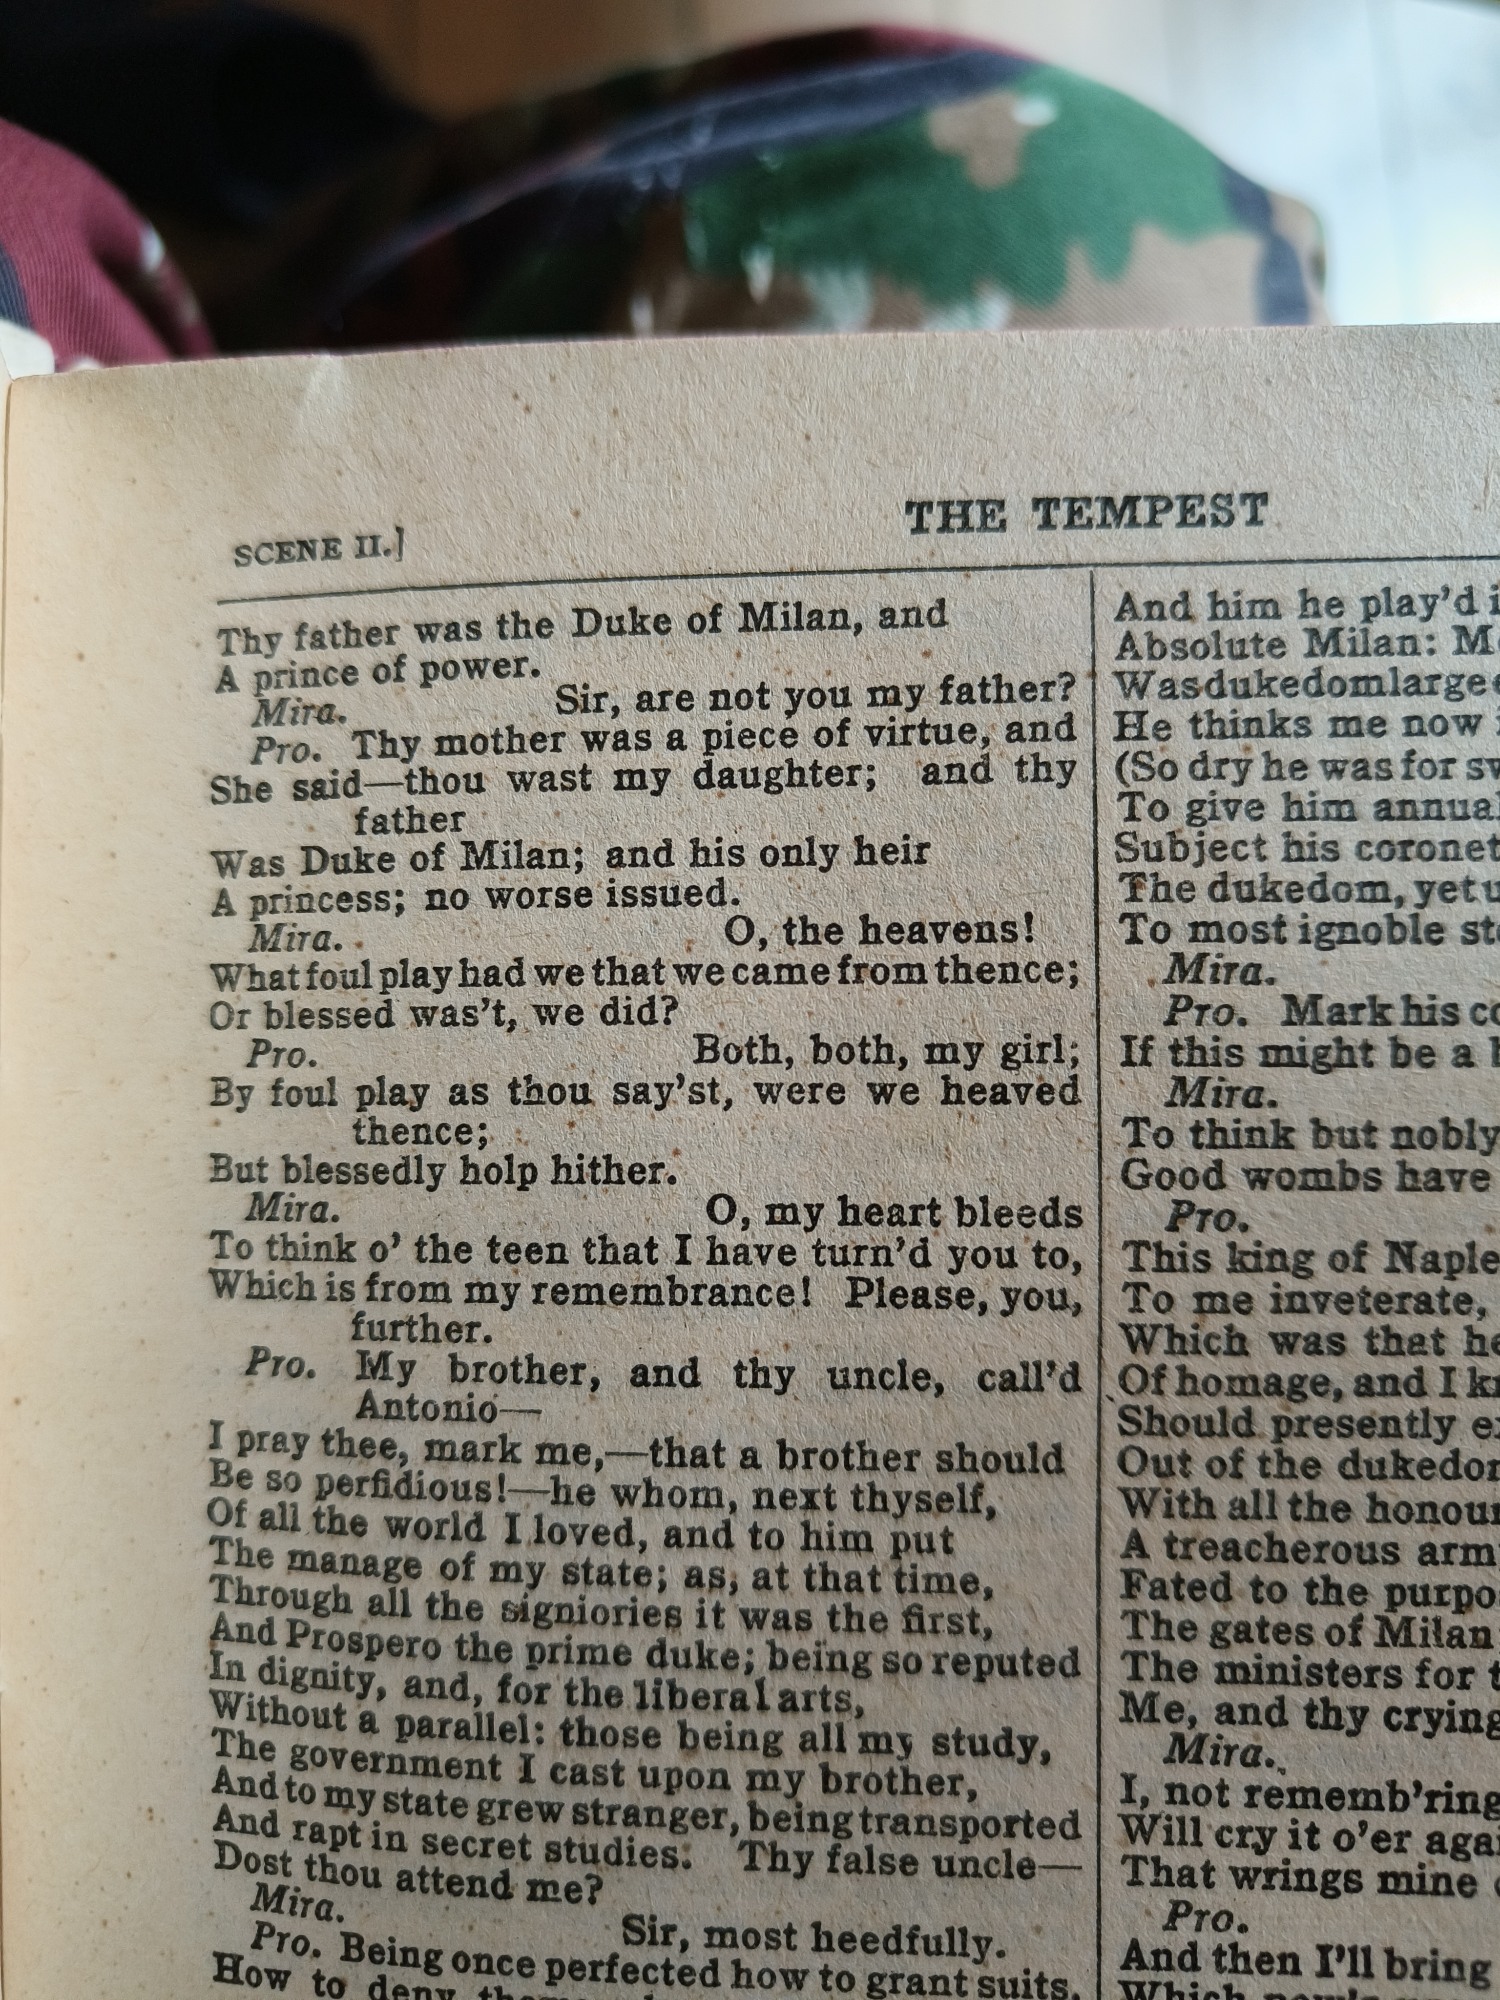 SCENE II.]
THE TEMPEST
Thy father was the Duke of Milan, and
A prince of power.
Mira. Sir, are not you my father?
Pro. Thy mother was a piece of virtue, and
She said—thou wast my daughter; and thy
father
Was Duke of Milan; and his only heir
A princess; no worse issued.
Mira. O, the heavens!
What foul play had we that we came from thence;
Or blessed was't, we did?
Pro. Both, both, my girl;
By foul play as thou say'st, were we heaved
thence;
But blessedly holp hither.
Mira. O, my heart bleeds
To think o' the teen that I have turn'd you to,
Which is from my remembrance! Please, you,
further.
Pro. My brother, and thy uncle, call'd
Antonio—
I pray thee, mark me,—that a brother should
Be so perfidious!—he whom, next thyself,
Of all the world I loved, and to him put
The manage of my state; as, at that time,
Through all the signiories it was the first,
And Prospero the prime duke; being so reputed
In dignity, and, for the liberal arts,
Without a parallel: those being all my study,
The government I cast upon my brother,
And to my state grew stranger, being transported
And rapt in secret studies. Thy false uncle—
Dost thou attend me?
Mira. Sir, most heedfully.
Pro. Being once perfected how to grant suits,
How to deny
And him he play'd
Absolute Milan:
Was dukedom large
He thinks me now
(So dry he was for
To give him annual
Subject his coronet
The dukedom, yet
To most ignoble
Mira.
Pro. Mark his
If this might be a
Mira.
To think but nobly
Good wombs have
Pro.
This king of
To me inveterate,
Which was that
Of homage, and I
Should presently
Out of the
With all the
A treacherous
Fated to the
The gates of Milan
The ministers for
Me, and thy crying
Mira.
I, not rememb'ring
Will cry it o'er
That wrings mine
Pro.
And then I'll bring